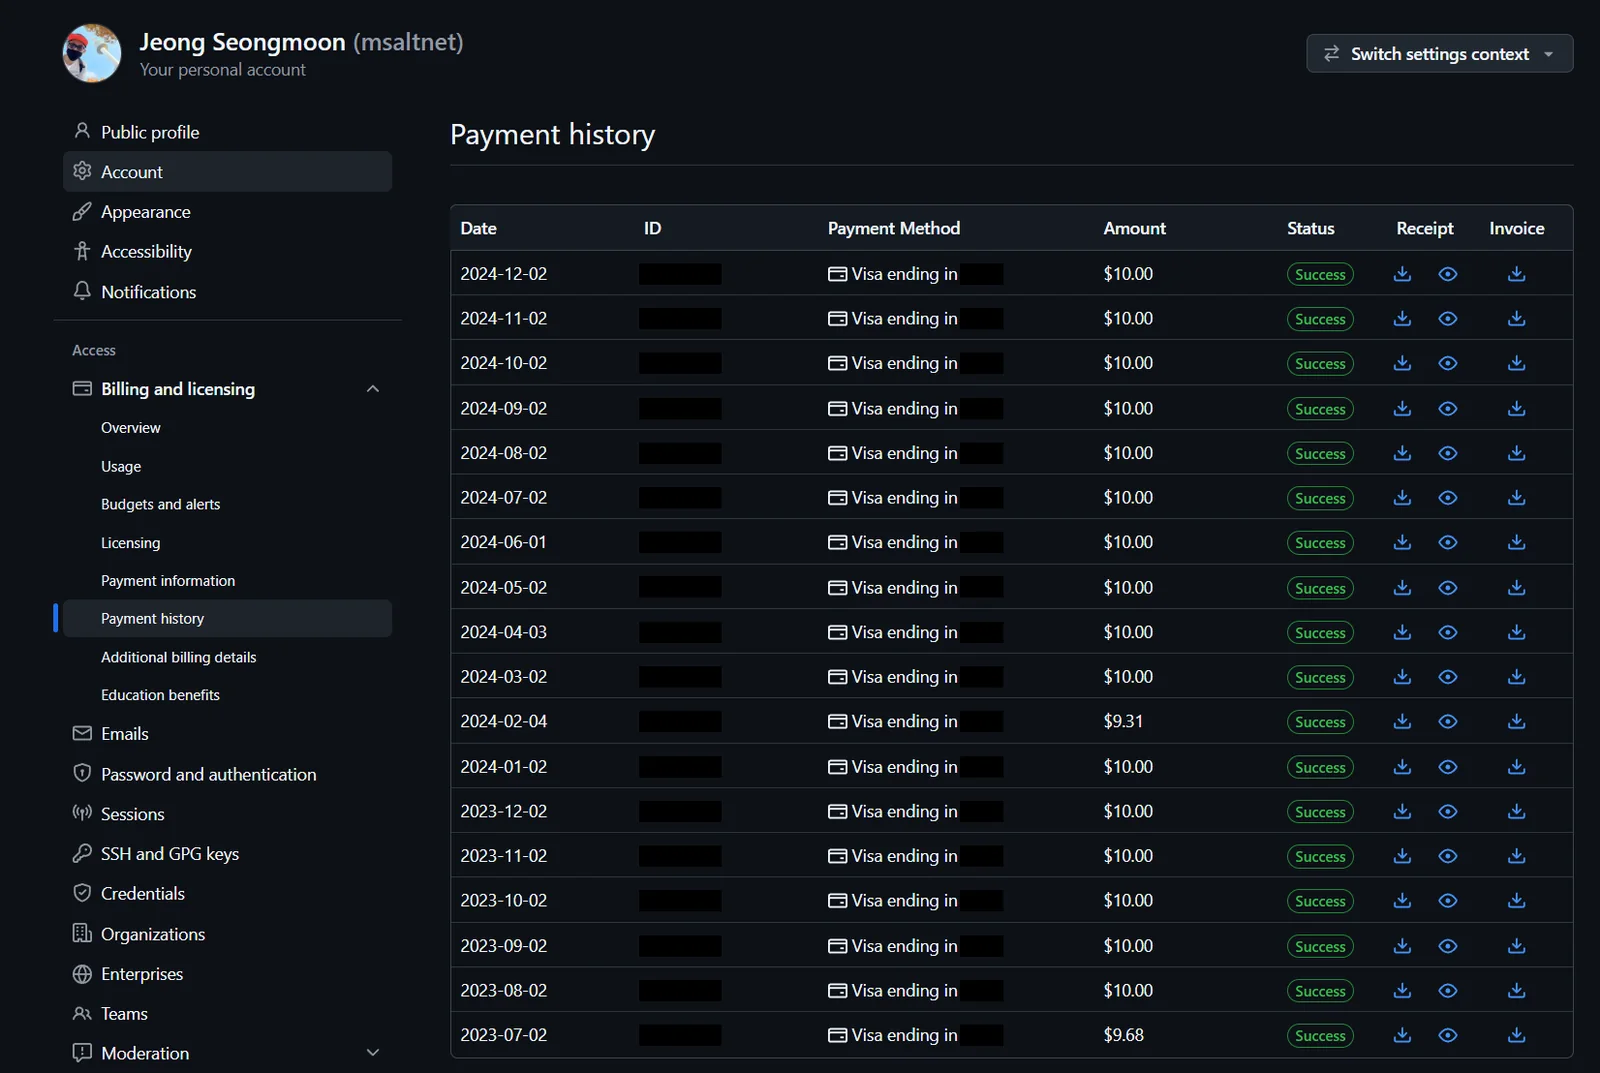 Jeong Seongmoon (msaltnet)
Your personal account
Switch settings context
Public profile
Account
Appearance
Accessibility
Notifications
Access
Billing and licensing
Overview
Usage
Budgets and alerts
Licensing
Payment information
Payment history
Additional billing details
Education benefits
Emails
Password and authentication
Sessions
SSH and GPG keys
Credentials
Organizations
Enterprises
Teams
Moderation
Payment history
Date ID Payment Method Amount Status Receipt Invoice
2024-12-02 Visa ending in $10.00 Success
2024-11-02 Visa ending in $10.00 Success
2024-10-02 Visa ending in $10.00 Success
2024-09-02 Visa ending in $10.00 Success
2024-08-02 Visa ending in $10.00 Success
2024-07-02 Visa ending in $10.00 Success
2024-06-01 Visa ending in $10.00 Success
2024-05-02 Visa ending in $10.00 Success
2024-04-03 Visa ending in $10.00 Success
2024-03-02 Visa ending in $10.00 Success
2024-02-04 Visa ending in $9.31 Success
2024-01-02 Visa ending in $10.00 Success
2023-12-02 Visa ending in $10.00 Success
2023-11-02 Visa ending in $10.00 Success
2023-10-02 Visa ending in $10.00 Success
2023-09-02 Visa ending in $10.00 Success
2023-08-02 Visa ending in $10.00 Success
2023-07-02 Visa ending in $9.68 Success